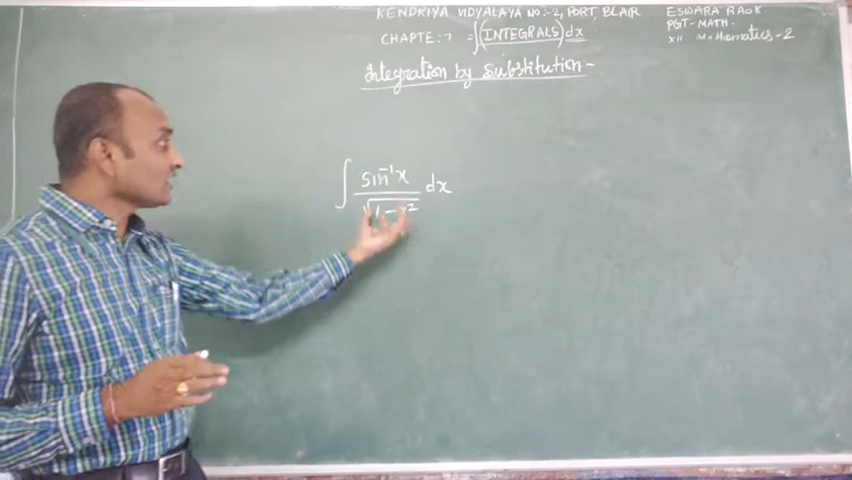 KENDRIYA VIDYALAYA NO:-2, PORT, BLAIR
CHAPTE:7 =∫(INTEGRALS)dx
ESWARA RAO K
PGT-MATH.
XII Mathematics-2
Integration by Substitution-
∫ sin⁻¹x / √1-x² dx